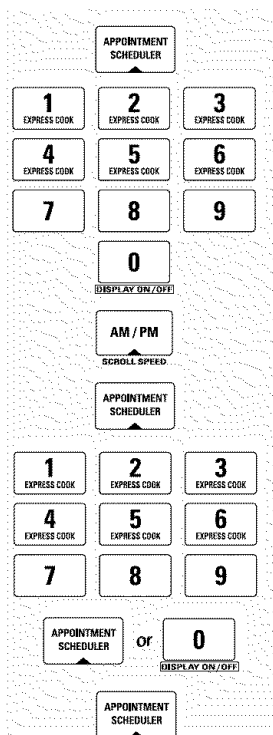 APPOINTMENT
SCHEDULER
1 2 3
EXPRESS COOK EXPRESS COOK EXPRESS COOK
4 5 6
EXPRESS COOK EXPRESS COOK EXPRESS COOK
7 8 9
0
DISPLAY ON/OFF
AM / PM
SCROLL SPEED
APPOINTMENT
SCHEDULER
1 2 3
EXPRESS COOK EXPRESS COOK EXPRESS COOK
4 5 6
EXPRESS COOK EXPRESS COOK EXPRESS COOK
7 8 9
APPOINTMENT
SCHEDULER or 0
DISPLAY ON/OFF
APPOINTMENT
SCHEDULER